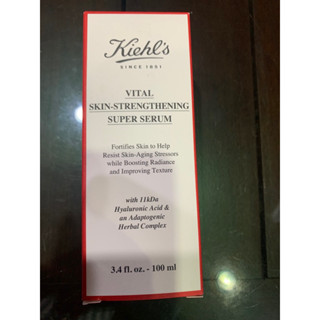 Kiehl's
SINCE 1851
VITAL
SKIN-STRENGTHENING
SUPER SERUM
Fortifies Skin to Help
Resist Skin-Aging Stressors
while Boosting Radiance
and Improving Texture
with 11kDa
Hyaluronic Acid &
an Adaptogenic
Herbal Complex
3.4 fl. oz. - 100 ml